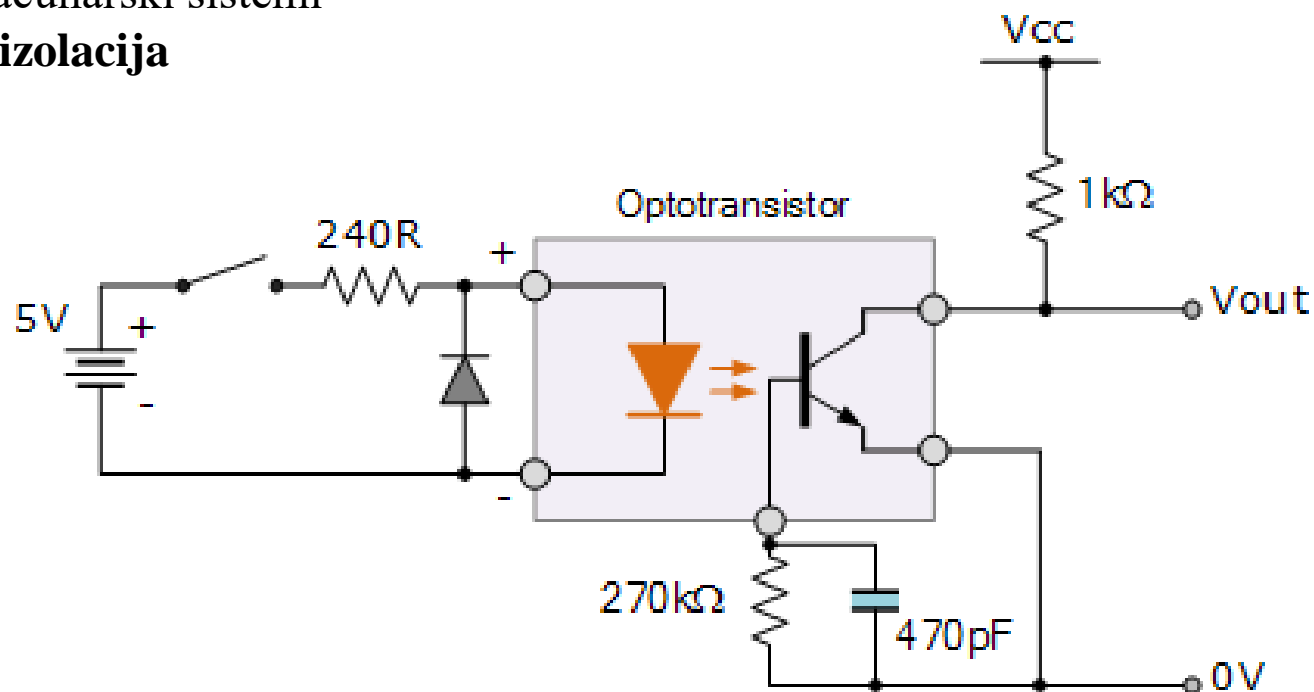 izolacija
Vcc
1kΩ
Optotransistor
240R
+
Vout
5V
+
-
-
270kΩ
470pF
0V